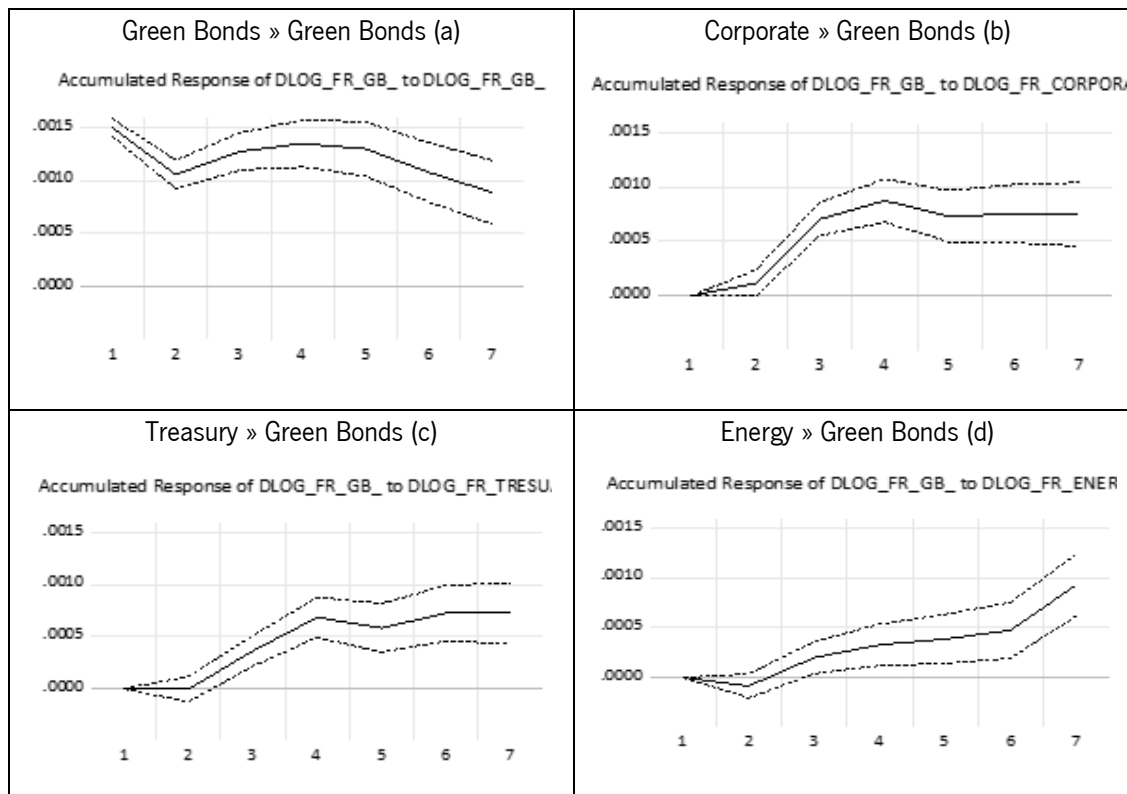 Green Bonds » Green Bonds (a)
Accumulated Response of DLOG_FR_GB_ to DLOG_FR_GB_
.0015
.0010
.0005
.0000
1 2 3 4 5 6 7
Corporate » Green Bonds (b)
Accumulated Response of DLOG_FR_GB_ to DLOG_FR_CORPORA
.0015
.0010
.0005
.0000
1 2 3 4 5 6 7
Treasury » Green Bonds (c)
Accumulated Response of DLOG_FR_GB_ to DLOG_FR_TRESU
.0015
.0010
.0005
.0000
1 2 3 4 5 6 7
Energy » Green Bonds (d)
Accumulated Response of DLOG_FR_GB_ to DLOG_FR_ENER
.0015
.0010
.0005
.0000
1 2 3 4 5 6 7